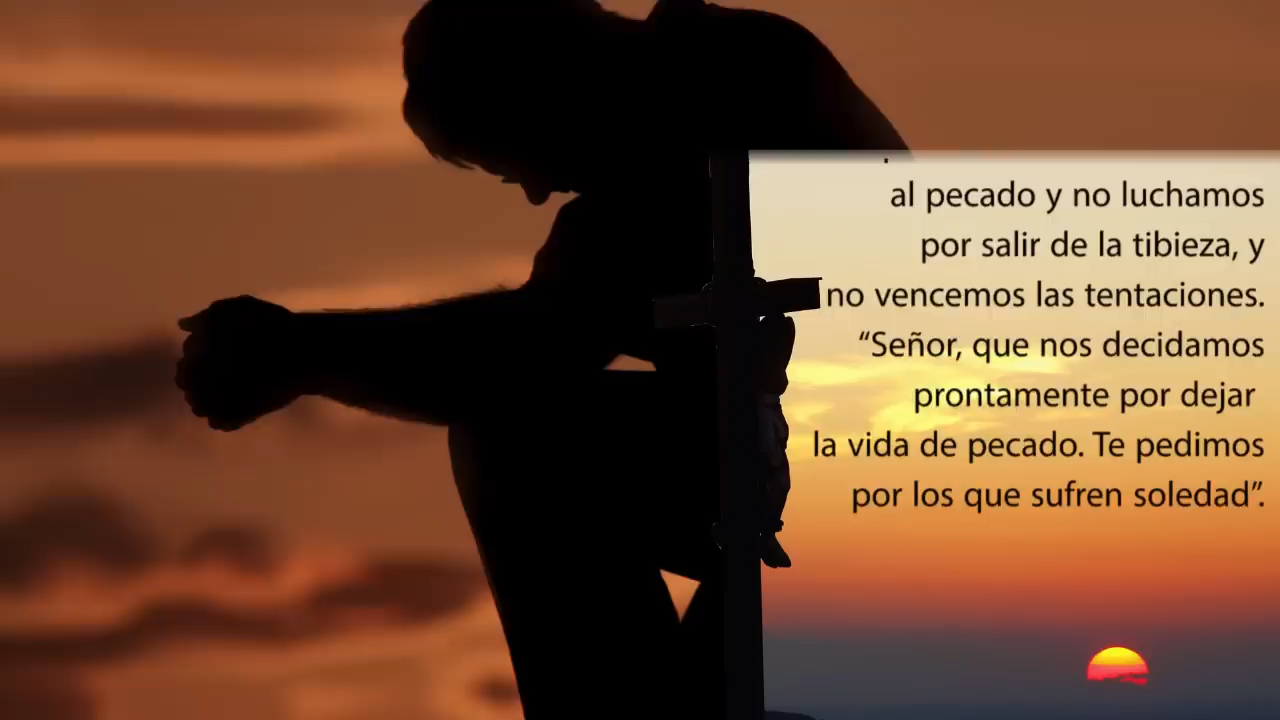 al pecado y no luchamos
por salir de la tibieza, y
no vencemos las tentaciones.
“Señor, que nos decidamos
prontamente por dejar
la vida de pecado. Te pedimos
por los que sufren soledad”.